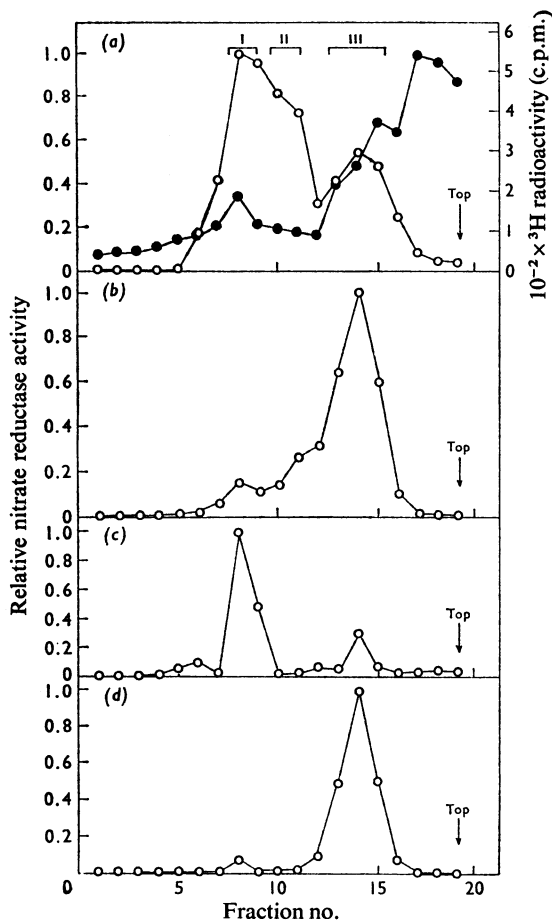 (a)
I II III
1.0
0.8
0.6
0.4
0.2
0
6
5
4
3
2
1
0
Top
10⁻² × ³H radioactivity (c.p.m.)
(b)
1.0
0.8
0.6
0.4
0.2
0
Top
(c)
1.0
0.8
0.6
0.4
0.2
0
Top
(d)
1.0
0.8
0.6
0.4
0.2
0
Top
5 10 15 20
Relative nitrate reductase activity
Fraction no.